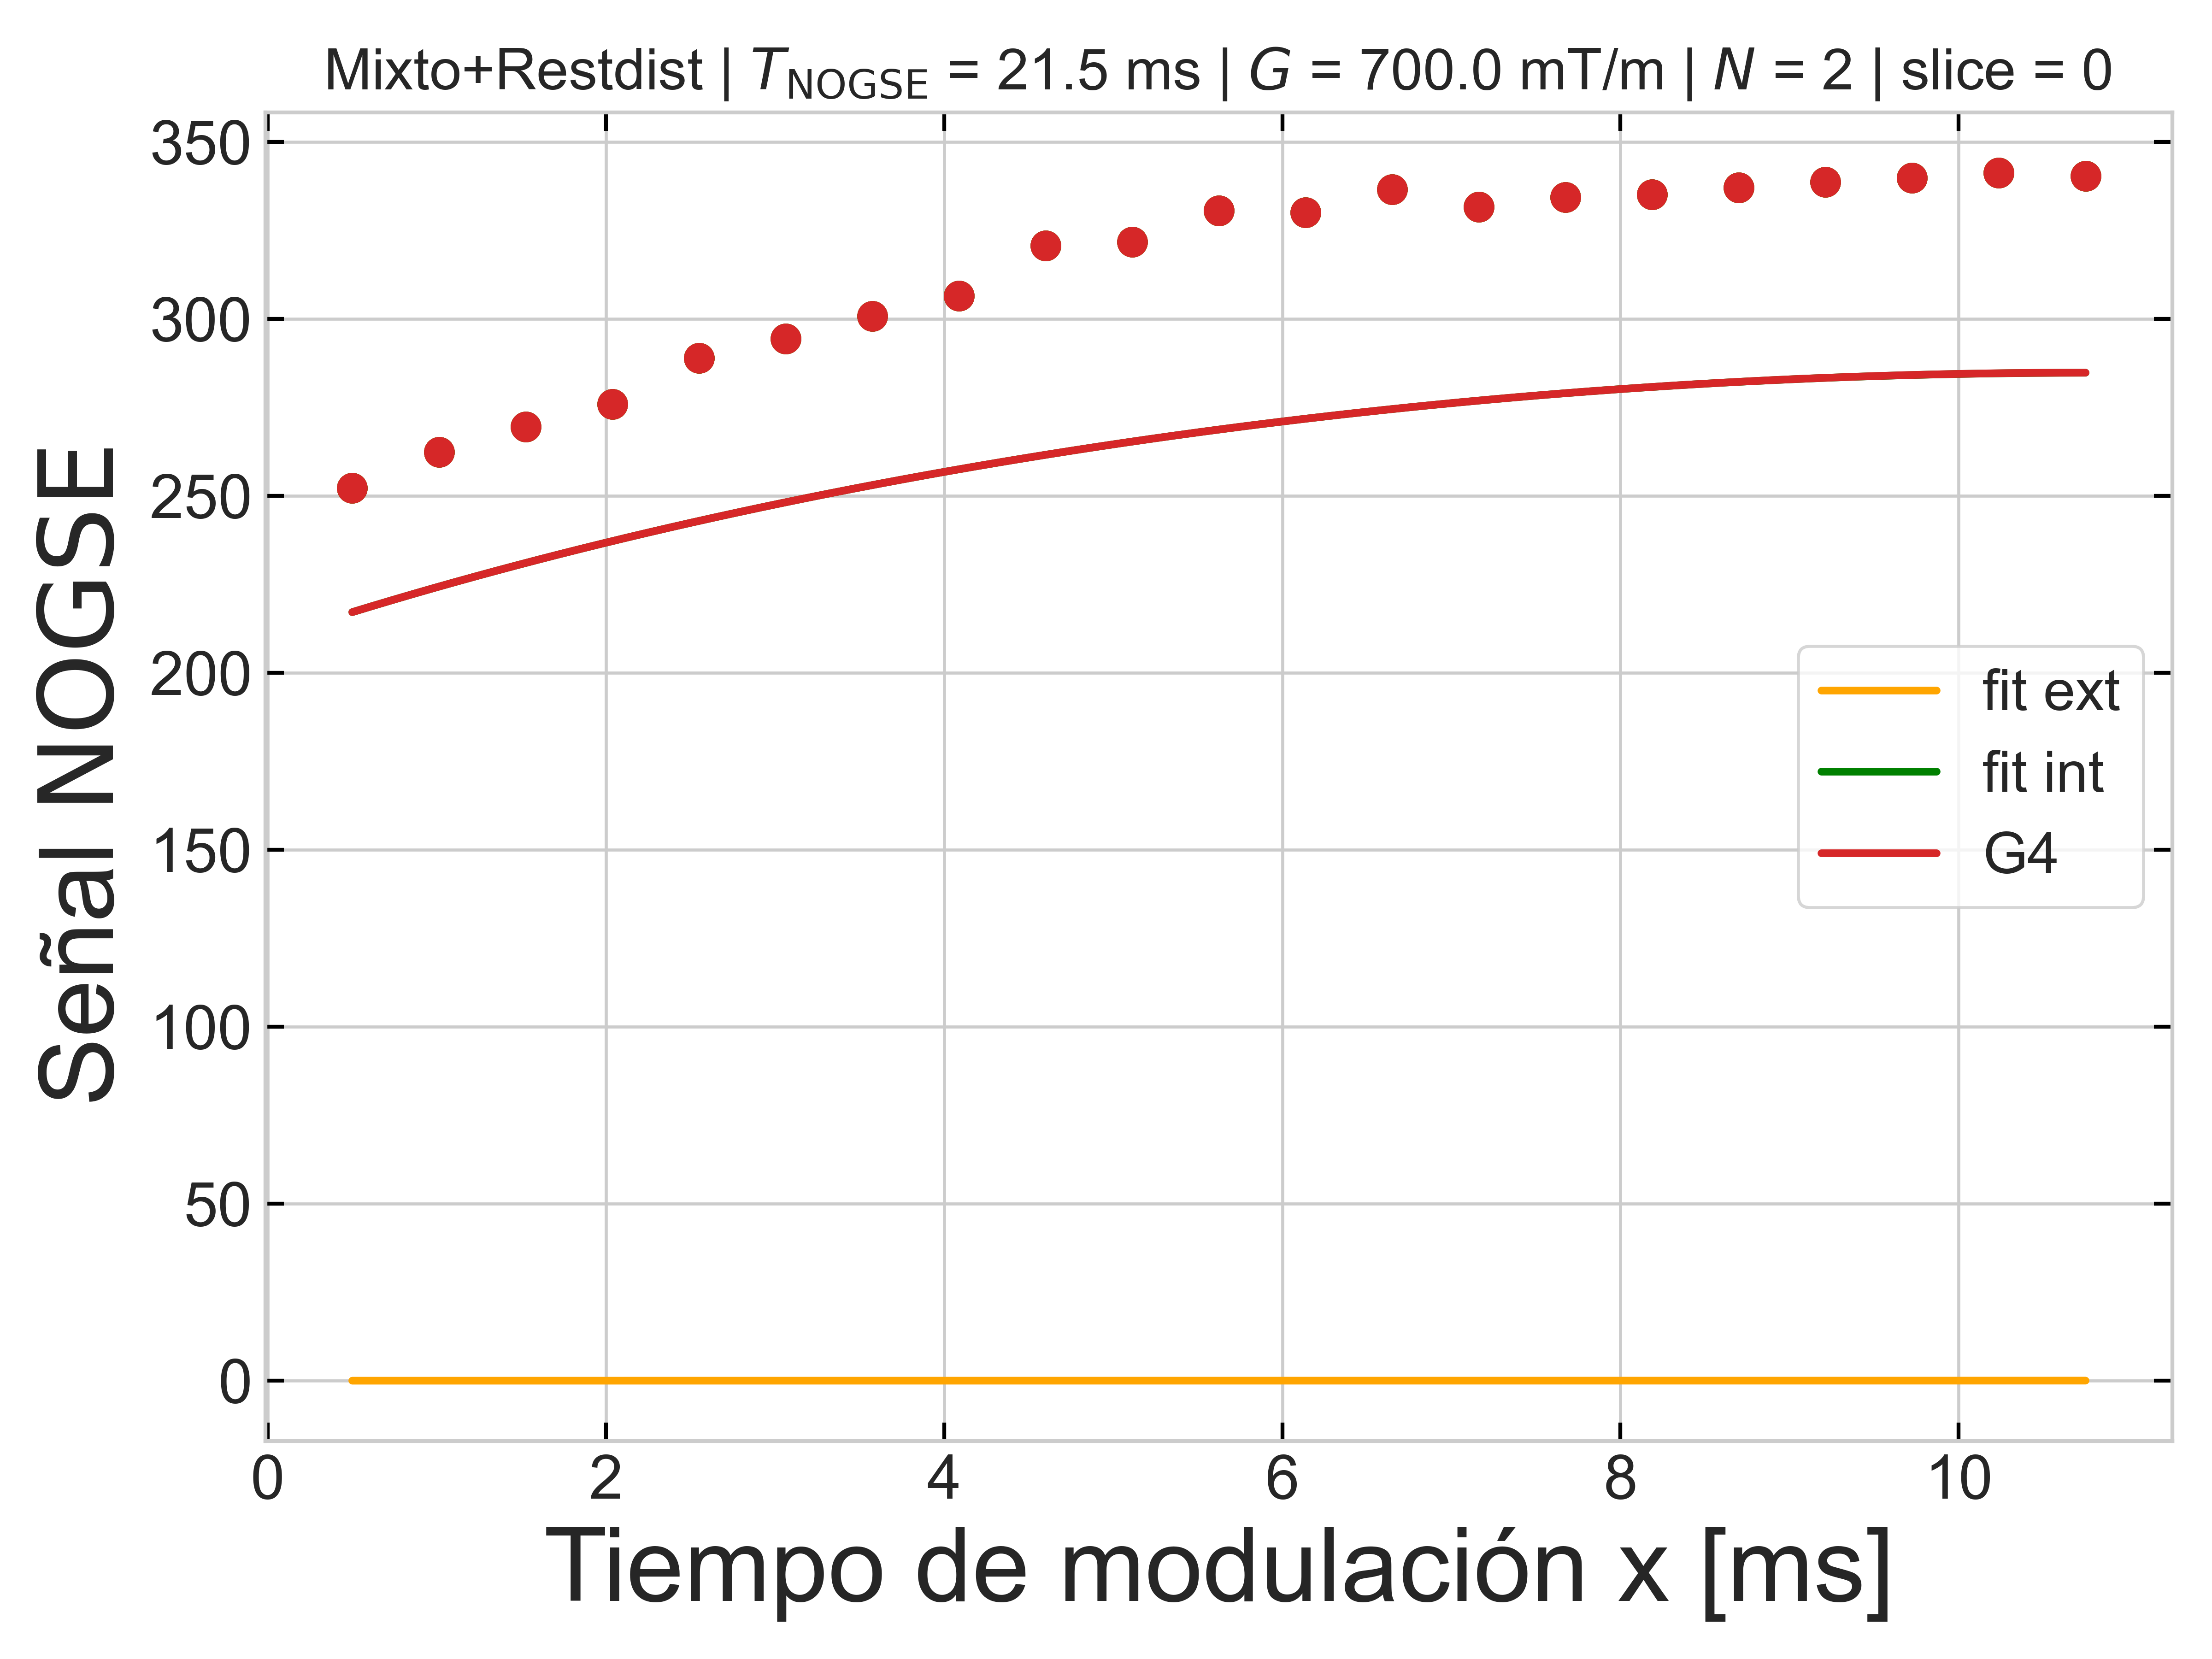 Mixto+Restdist | T_NOGSE = 21.5 ms | G = 700.0 mT/m | N = 2 | slice = 0
Señal NOGSE
350
300
250
200
150
100
50
0
fit ext
fit int
G4
0 2 4 6 8 10
Tiempo de modulación x [ms]